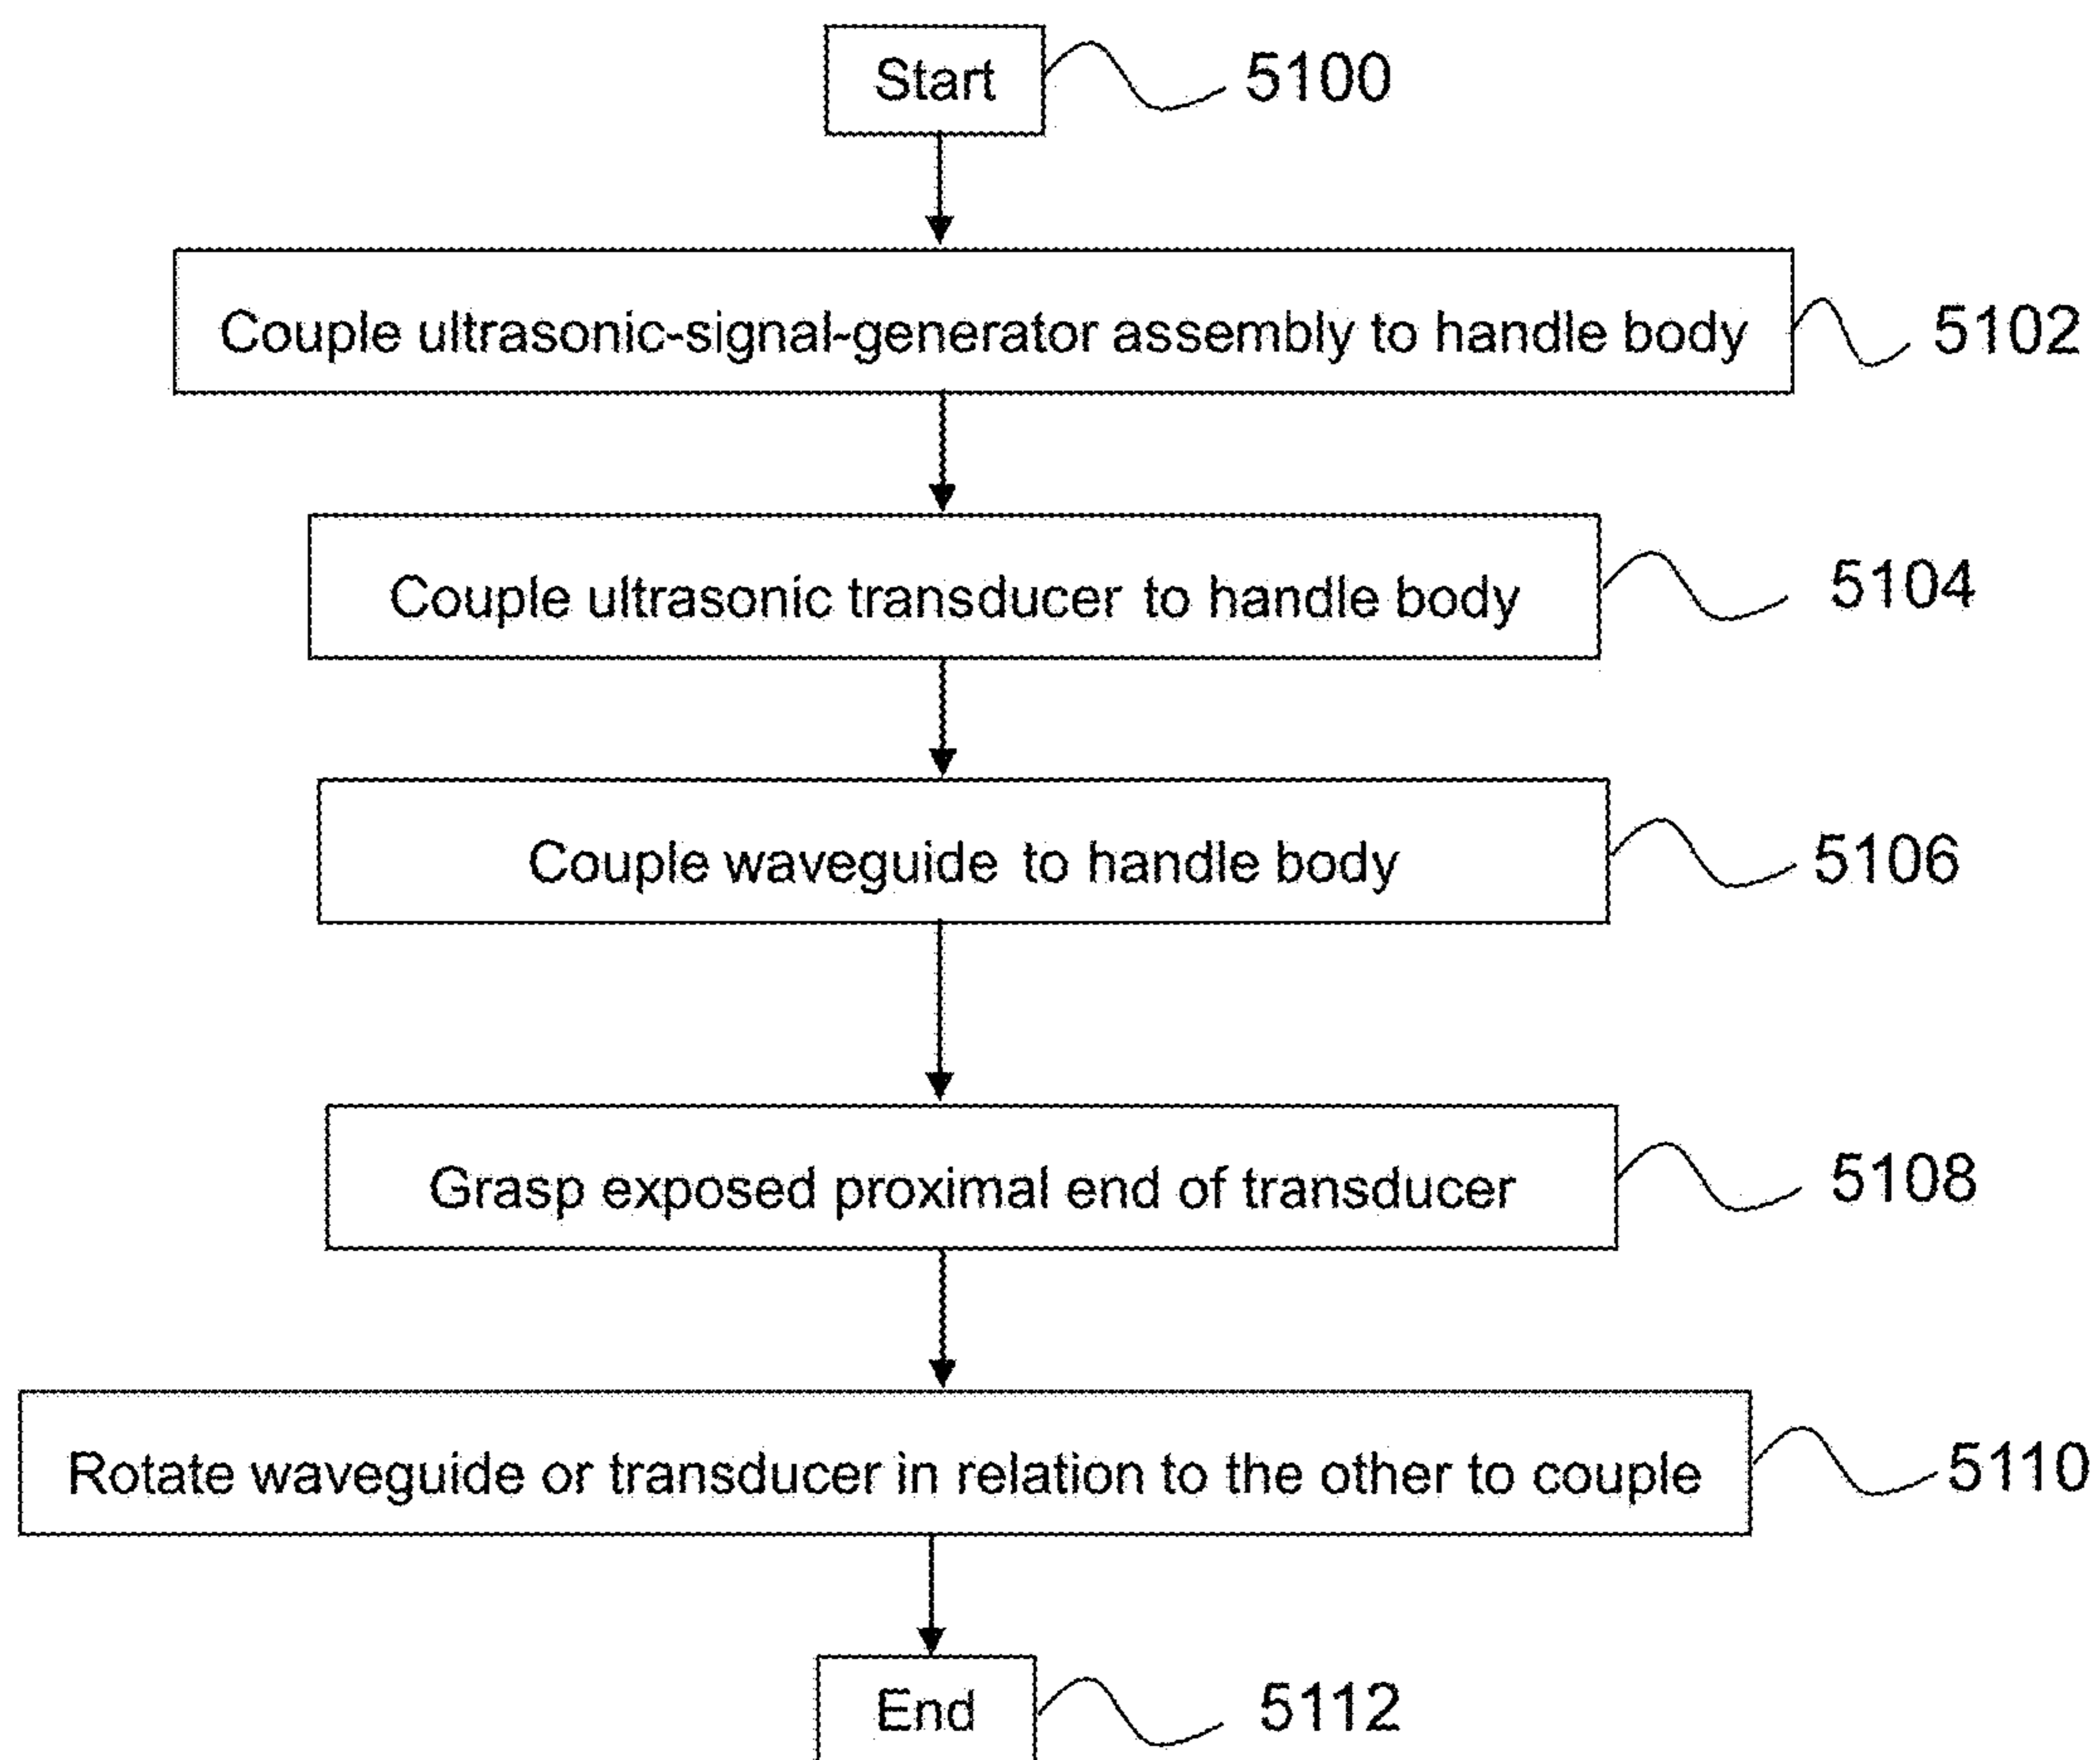 Start 5100
Couple ultrasonic-signal-generator assembly to handle body 5102
Couple ultrasonic transducer to handle body 5104
Couple waveguide to handle body 5106
Grasp exposed proximal end of transducer 5108
Rotate waveguide or transducer in relation to the other to couple 5110
End 5112